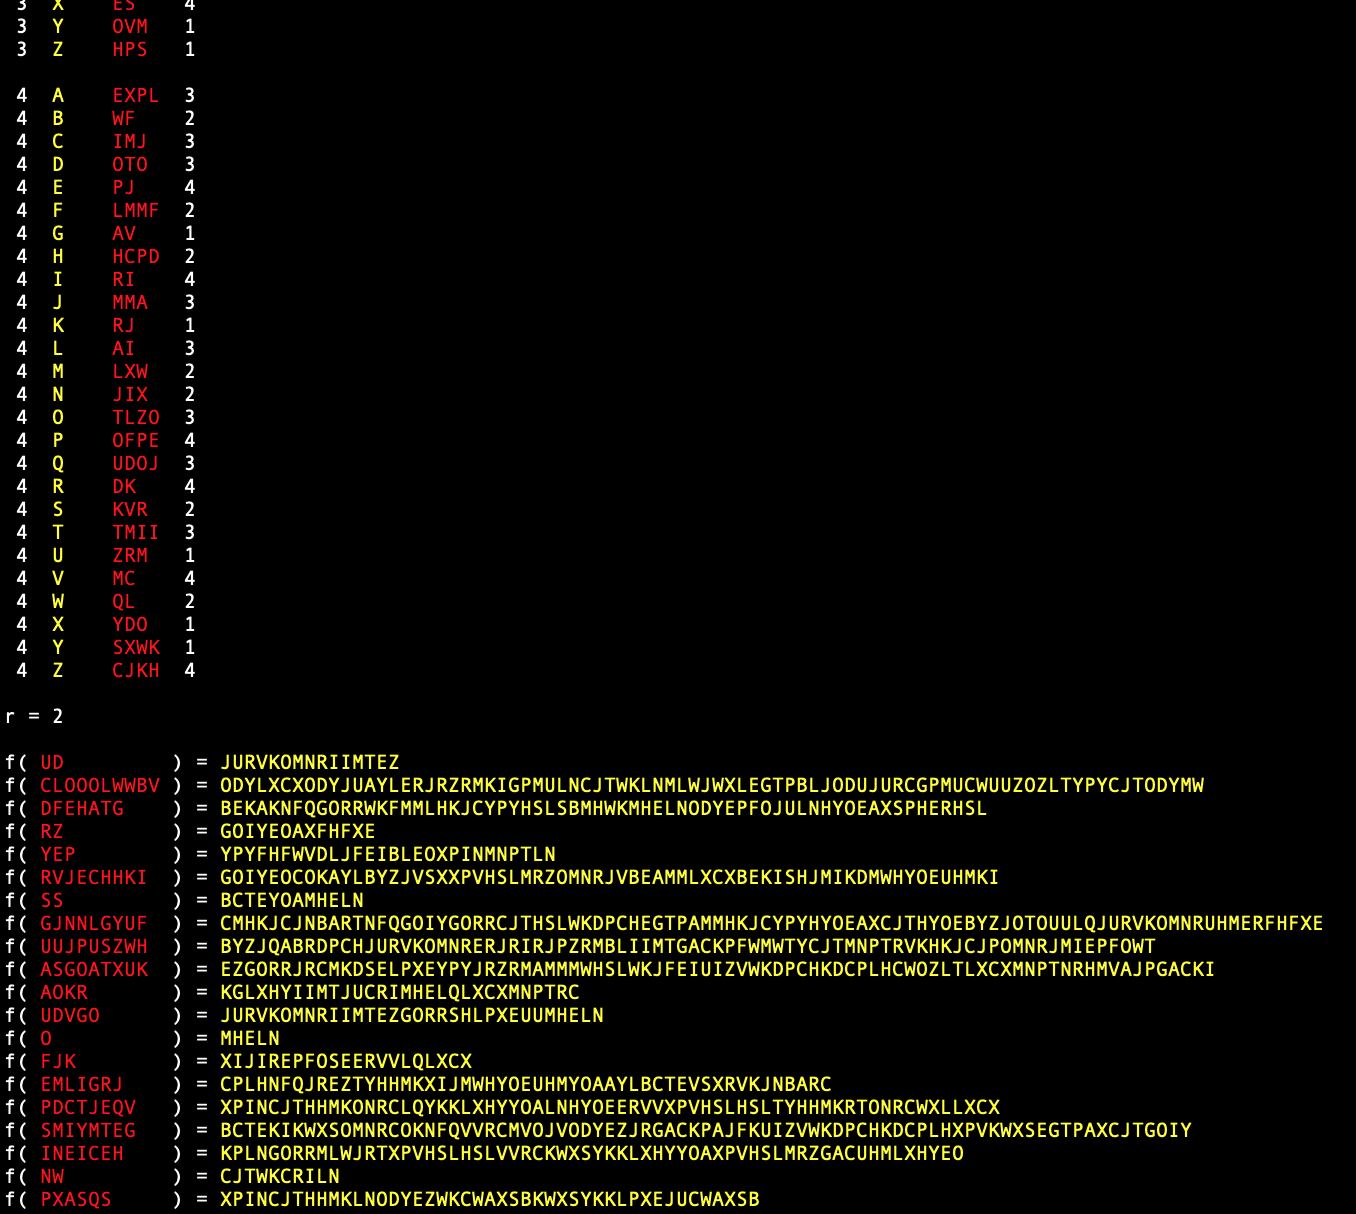 3 X ES 4
3 Y OVM 1
3 Z HPS 1
4 A EXPL 3
4 B WF 2
4 C IMJ 3
4 D OTO 3
4 E PJ 4
4 F LMMF 2
4 G AV 1
4 H HCPD 2
4 I RI 4
4 J MMA 3
4 K RJ 1
4 L AI 3
4 M LXW 2
4 N JIX 2
4 O TLZO 3
4 P OFPE 4
4 Q UDOJ 3
4 R DK 4
4 S KVR 2
4 T TMII 3
4 U ZRM 1
4 V MC 4
4 W QL 2
4 X YDO 1
4 Y SXWK 1
4 Z CJKH 4
r = 2
f( UD ) = JURVKOMNRIIMTEZ
f( CLOOOLWWBV ) = ODYLXCXODYJUAYLERJRZRMKIGPMULNCJTWKLNMLWJWXLEGTPBLJODUJURCGPMUCWUUZOZLTYPYCJTODYMW
f( DFEHATG ) = BEKAKNFQGORRWKFMMLHKJCYPYHSLSBMHWKMHELNODYEPFOJULNHYOEAXSPHERHSL
f( RZ ) = GOIYEOAXFHFXE
f( YEP ) = YPYFHFWVDLJFEIBLEOXPINMNPTLN
f( RVJECHHKI ) = GOIYEOCOKAYLBYZJVSXXPVHSLMRZOMNRJVBEAMMLXCXBEKISHJMIKDMWHYOEUHMKI
f( SS ) = BCTEYOAMHELN
f( GJNNLGYUF ) = CMHKJCJNBARTNFQGOIYGORRCJTHSLWKDPCHEGTPAMMHKJCYPYHYOEAXCJTHYOEBYZJOTOUULQJURVKOMNRUHMERFHFXE
f( UUJPUSZWH ) = BYZJQABRDPCHJURVKOMNRERJRIRJPZRMBLIIMTGACKPFWMWTYCJTMNPTRVKHKJCJPOMNRJMIEPFOWT
f( ASGOATXUK ) = EZGORRJRCMKDSELPXEYPYJRZRMAMMMWHSLWKJFEIUIZVWKDPCHKDCPLHCWOZLTLXCXMNPTNRHMVAJPGACKI
f( AOKR ) = KGLXHYIIMTJUCRIMHELQLXCXMNPTRC
f( UDVGO ) = JURVKOMNRIIMTEZGORRSHLPXEUUMHELN
f( O ) = MHELN
f( FJK ) = XIJIREPFOSEERVVLQLXCX
f( EMLIGRJ ) = CPLHNFQJREZTYHHMKXIJMWHYOEUHMYOAAYLBCTEVSXRVKJNBARC
f( PDCTJEQV ) = XPINCJTHHMKONRCLQYKKLXHYYOALNHYOEERVVXPVHSLHSLTYHHMKRTONRCWXLLXCX
f( SMIYMTEG ) = BCTEKIKWXSOMNRCOKNFQVVRCMVOJVODYEZJRGACKPAJFKUIZVWKDPCHKDCPLHXPVKWXSEGTPAXCJTGOIY
f( INEICEH ) = KPLNGORRMLWJRTXPVHSLHSLVVRCKWXSYKKLXHYYOAXPVHSLMRZGACUHMLXHYEO
f( NW ) = CJTWKCRILN
f( PXASQS ) = XPINCJTHHMKLNODYEZWKCWAXSBKWXSYKKLPXEJUCWAXSB